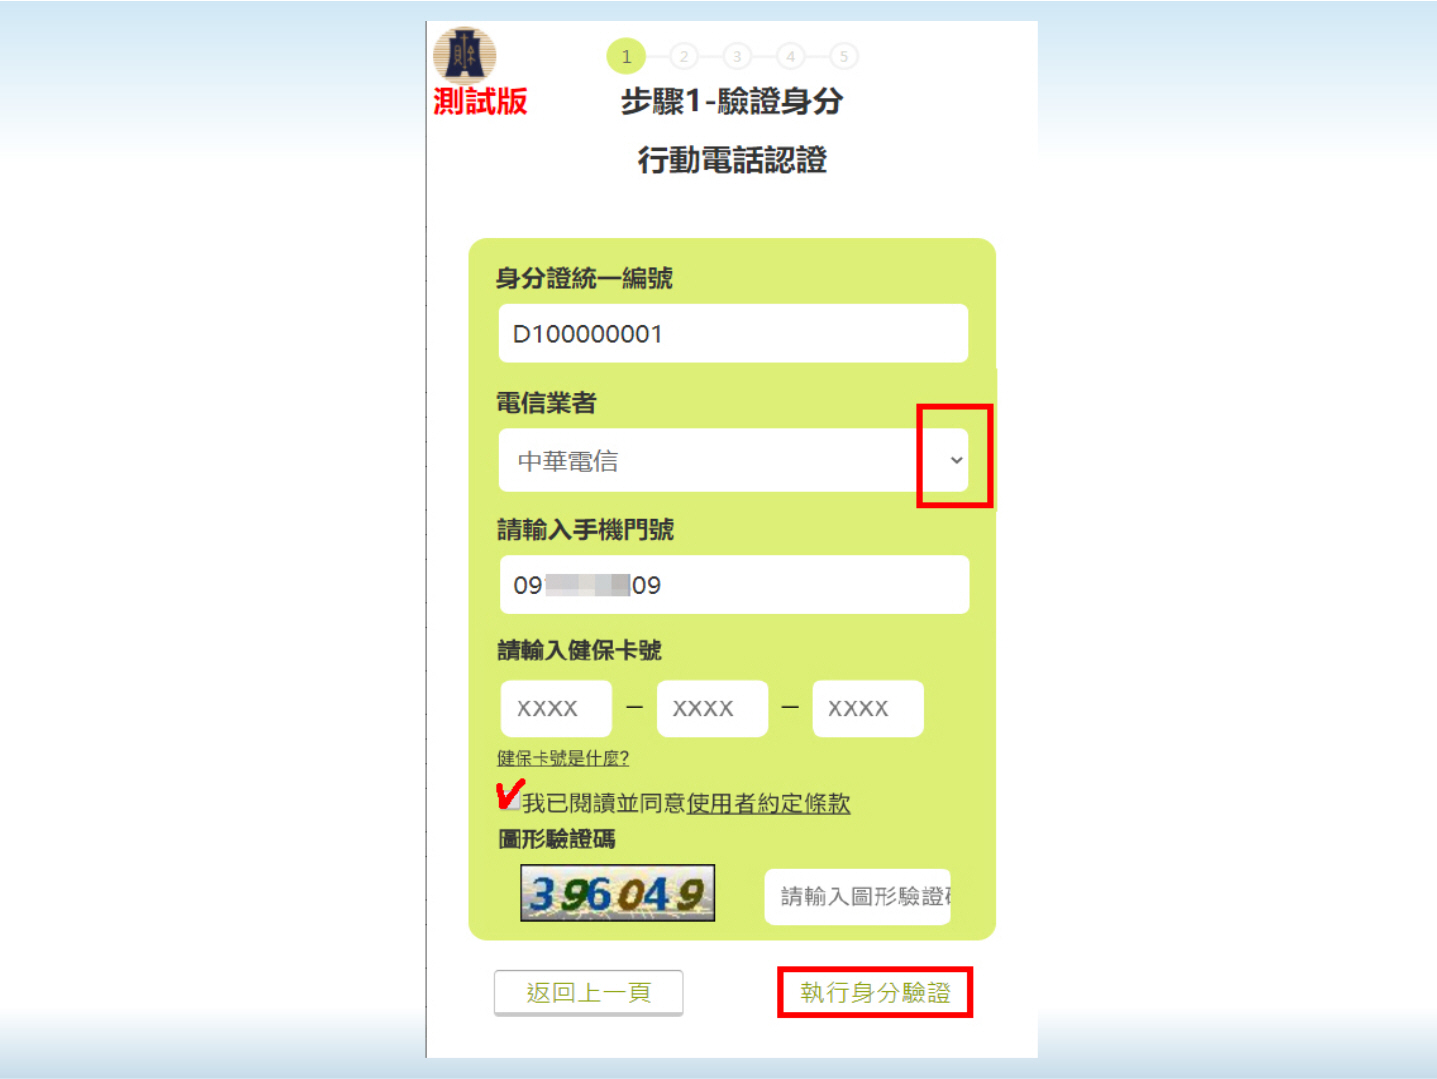 1 2 3 4 5
測試版
步驟1-驗證身分
行動電話認證
身分證統一編號
D100000001
電信業者
中華電信
請輸入手機門號
09 09
請輸入健保卡號
XXXX － XXXX － XXXX
健保卡號是什麼?
我已閱讀並同意使用者約定條款
圖形驗證碼
396049
請輸入圖形驗證
返回上一頁
執行身分驗證